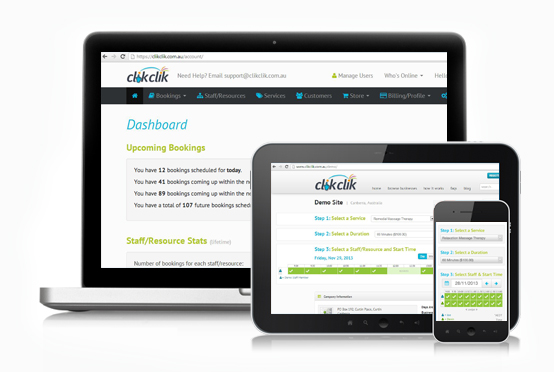 https://clikclik.com.au/account/
clikclik
Need Help? Email support@clikclik.com.au
Manage Users
Who's Online
Hello
Bookings
Staff/Resources
Services
Customers
Store
Billing/Profile
Dashboard
Upcoming Bookings
You have 12 bookings scheduled for today.
You have 41 bookings coming up within the n
You have 89 bookings coming up within the n
You have a total of 107 future bookings sched
Staff/Resource Stats (lifetime)
Number of bookings for each staff/resource:
clikclik
Home
Demo Site
Step 1: Select a Service
Remedial Massage Therapy
Step 2: Select a Duration
Step 3: Select a Staff/Resource and Start Time
Friday, Nov 29, 2013
Company Information
Step 1: Select a Service
Relaxation Massage Therapy
Step 2: Select a Duration
Step 3: Select Staff & Start Time
28/11/2013